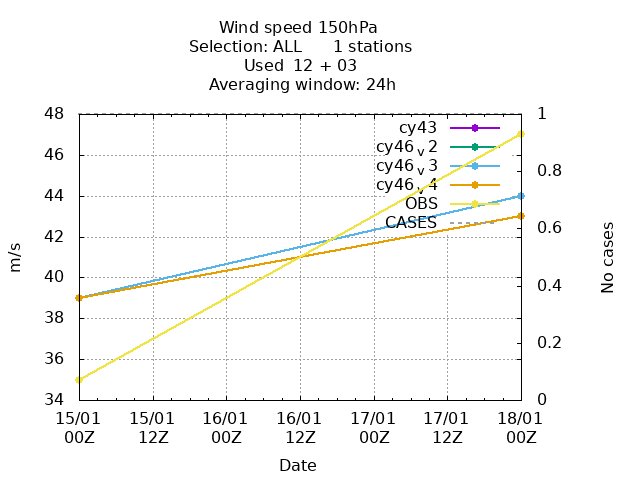 Wind speed 150hPa
Selection: ALL 1 stations
Used 12 + 03
Averaging window: 24h
48
46
44
42
40
38
36
34
m/s
1
0.8
0.6
0.4
0.2
0
No cases
cy43
cy46_v2
cy46_v3
cy46_v4
OBS
CASES
15/01 15/01 16/01 16/01 17/01 17/01 18/01
00Z 12Z 00Z 12Z 00Z 12Z 00Z
Date